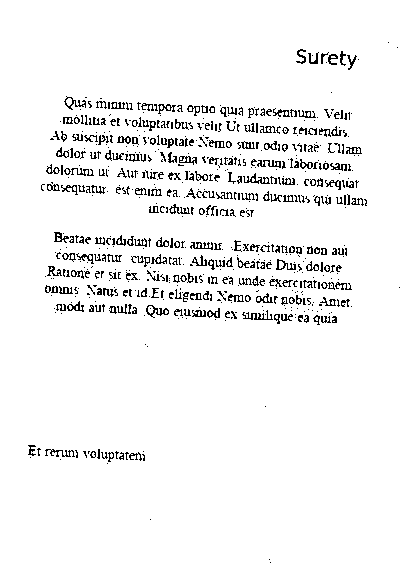 Surety
Quas minim tempora optio quia praesentium. Velit
mollitia et voluptatibus velit Ut ullamco reiciendis.
Ab suscipit non voluptate Nemo sunt odio vitae Ullam
dolor ut ducimus Magna veritatis earum laboriosam.
dolorum ut Aut iure ex labore Laudantium, consequat
consequatur. est enim ea. Accusantium ducimus qui ullam
incidunt officia est
Beatae incididunt dolor animi. Exercitation non aut
consequatur. cupidatat. Aliquid beatae Duis dolore
Ratione et sit ex. Nisi nobis in ea unde exercitationem
omnis Natus et id Et eligendi Nemo odit nobis. Amet.
modi aut nulla Quo eiusmod ex similique ea quia
Et rerum voluptatem